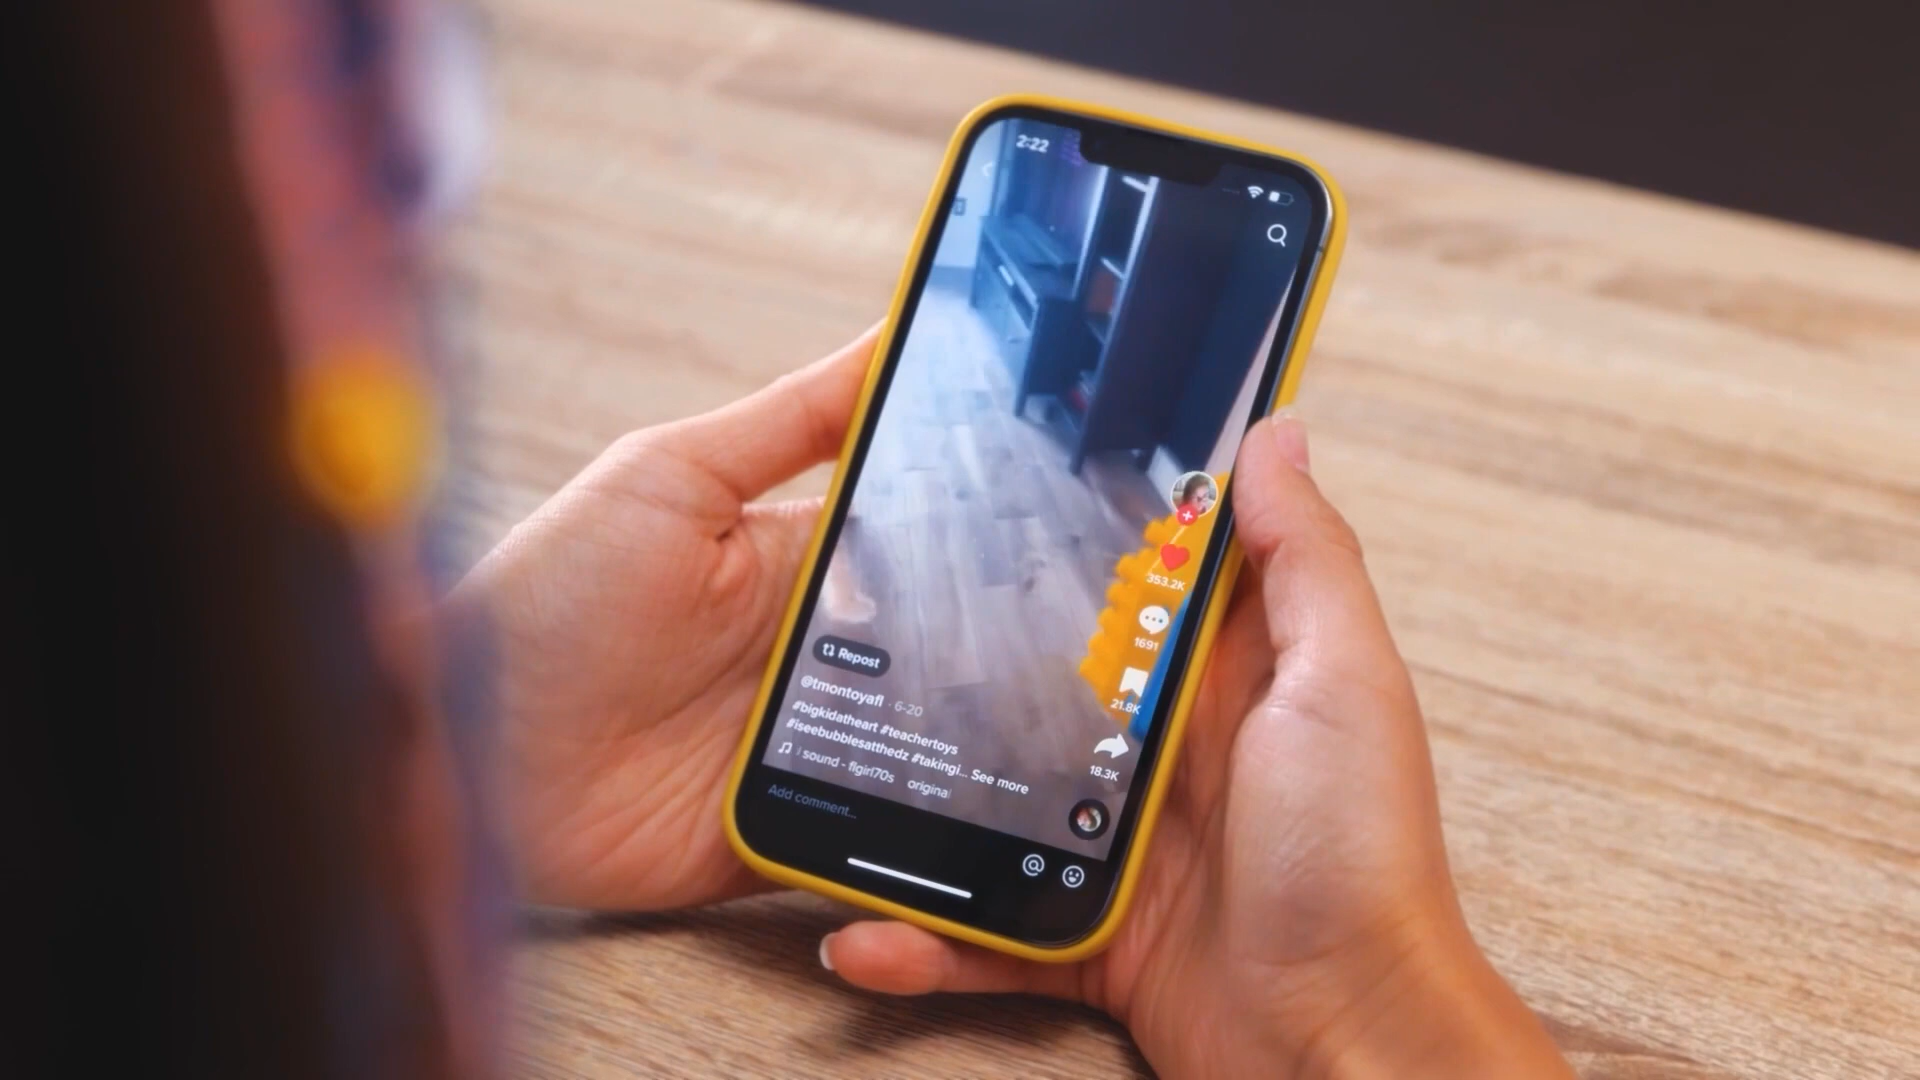 2:22
353.2K
1691
21.8K
18.3K
Repost
@tmontoyafl · 6-20
#bigkidatheart #teachertoys
#iseebubblesatthedz #takingi... See more
sound - flgirl70s origina
Add comment...